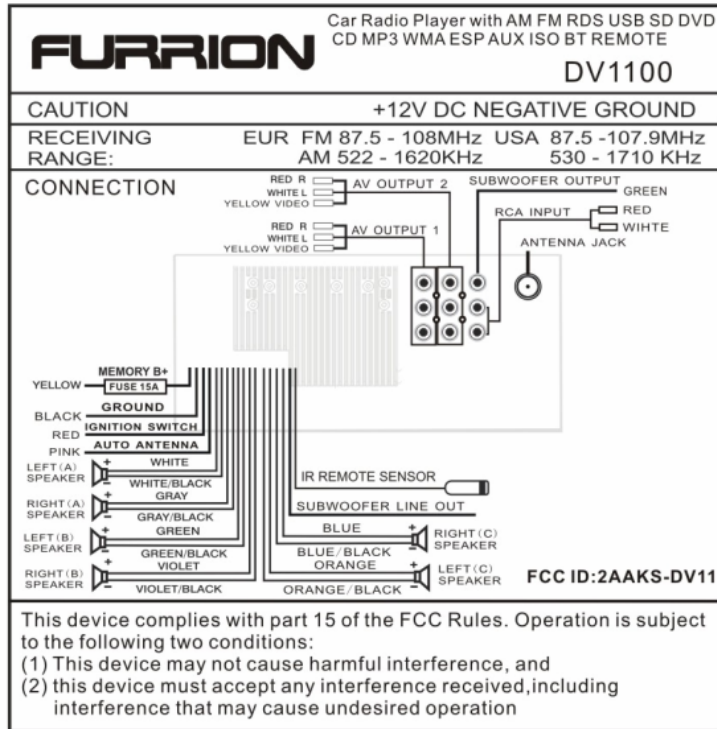 FURRION
Car Radio Player with AM FM RDS USB SD DVD
CD MP3 WMA ESP AUX ISO BT REMOTE
DV1100
CAUTION +12V DC NEGATIVE GROUND
RECEIVING EUR FM 87.5 - 108MHz USA 87.5 -107.9MHz
RANGE: AM 522 - 1620KHz 530 - 1710 KHz
CONNECTION
RED R
WHITE L
YELLOW VIDEO
AV OUTPUT 2
RED R
WHITE L
YELLOW VIDEO
AV OUTPUT 1
SUBWOOFER OUTPUT
GREEN
RCA INPUT
RED
WIHTE
ANTENNA JACK
MEMORY B+
YELLOW FUSE 15A
BLACK GROUND
RED IGNITION SWITCH
PINK AUTO ANTENNA
LEFT(A)
SPEAKER
+
-
WHITE
WHITE/BLACK
RIGHT(A)
SPEAKER
+
-
GRAY
GRAY/BLACK
LEFT(B)
SPEAKER
+
-
GREEN
GREEN/BLACK
RIGHT(B)
SPEAKER
+
-
VIOLET
VIOLET/BLACK
IR REMOTE SENSOR
SUBWOOFER LINE OUT
BLUE
BLUE/BLACK
+
-
RIGHT(C)
SPEAKER
ORANGE
ORANGE/BLACK
+
-
LEFT(C)
SPEAKER
FCC ID:2AAKS-DV11
This device complies with part 15 of the FCC Rules. Operation is subject
to the following two conditions:
(1) This device may not cause harmful interference, and
(2) this device must accept any interference received,including
interference that may cause undesired operation